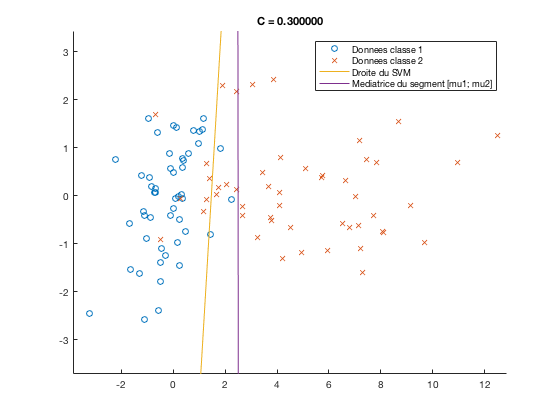 C = 0.300000
Donnees classe 1
Donnees classe 2
Droite du SVM
Mediatrice du segment [mu1; mu2]
3
2
1
0
-1
-2
-3
-2 0 2 4 6 8 10 12